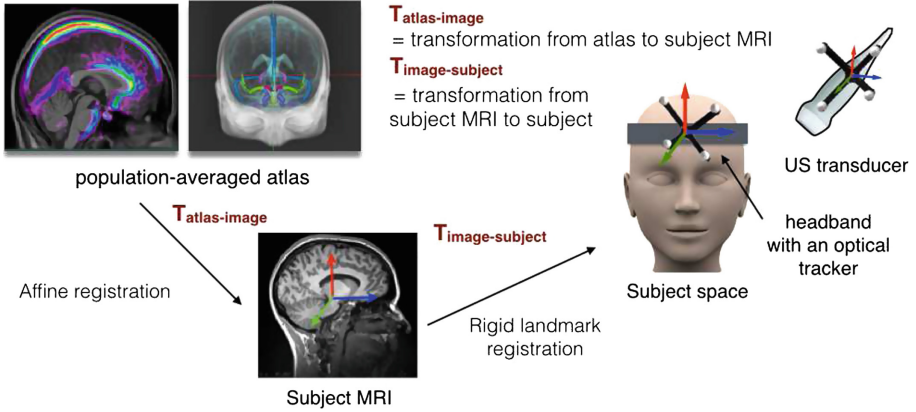 Tatlas-image
= transformation from atlas to subject MRI
Timage-subject
= transformation from
subject MRI to subject
US transducer
population-averaged atlas
Tatlas-image
Timage-subject
headband
with an optical
tracker
Affine registration
Subject space
Rigid landmark
registration
Subject MRI